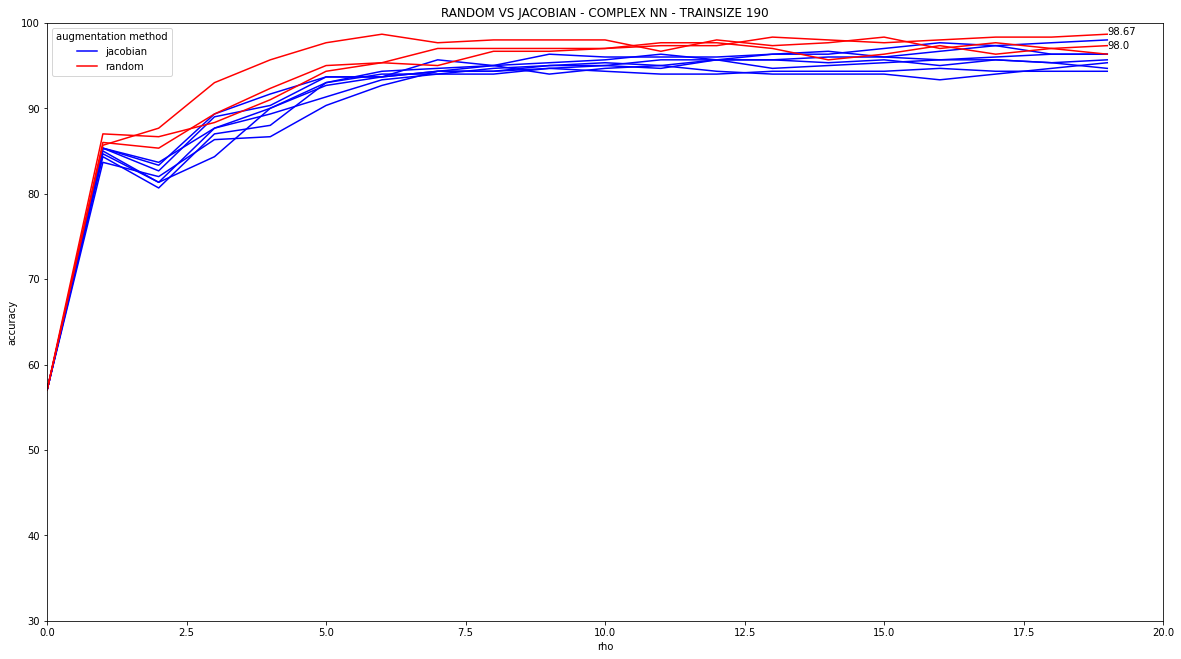 RANDOM VS JACOBIAN - COMPLEX NN - TRAINSIZE 190
augmentation method
jacobian
random
98.67
98.0
100
90
80
70
60
50
40
30
accuracy
0.0 2.5 5.0 7.5 10.0 12.5 15.0 17.5 20.0
rho